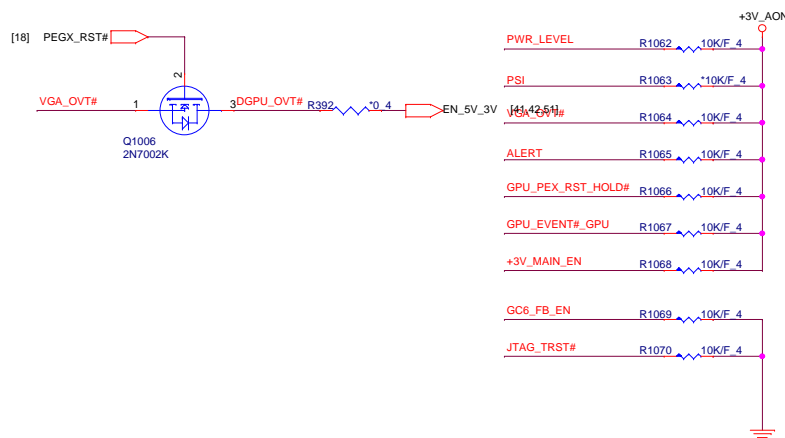 +3V_AON
[18] PEGX_RST#
2
VGA_OVT#
1
3
DGPU_OVT#
R392
*0_4
EN_5V_3V [41,42,51]
Q1006
2N7002K
PWR_LEVEL R1062 10K/F_4
PSI R1063 *10K/F_4
VGA_OVT# R1064 10K/F_4
ALERT R1065 10K/F_4
GPU_PEX_RST_HOLD# R1066 10K/F_4
GPU_EVENT#_GPU R1067 10K/F_4
+3V_MAIN_EN R1068 10K/F_4
GC6_FB_EN R1069 10K/F_4
JTAG_TRST# R1070 10K/F_4